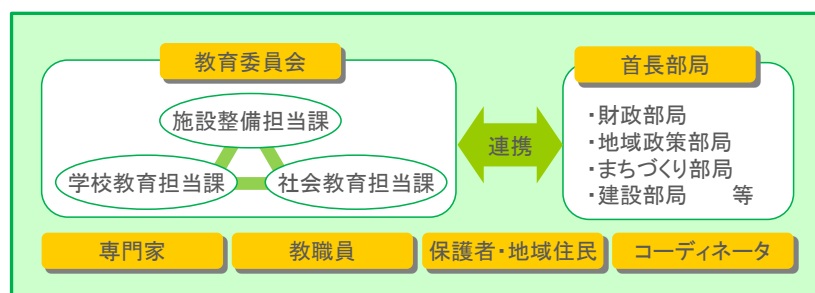 教育委員会
施設整備担当課
学校教育担当課
社会教育担当課
連携
首長部局
・財政部局
・地域政策部局
・まちづくり部局
・建設部局　　等
専門家
教職員
保護者・地域住民
コーディネータ